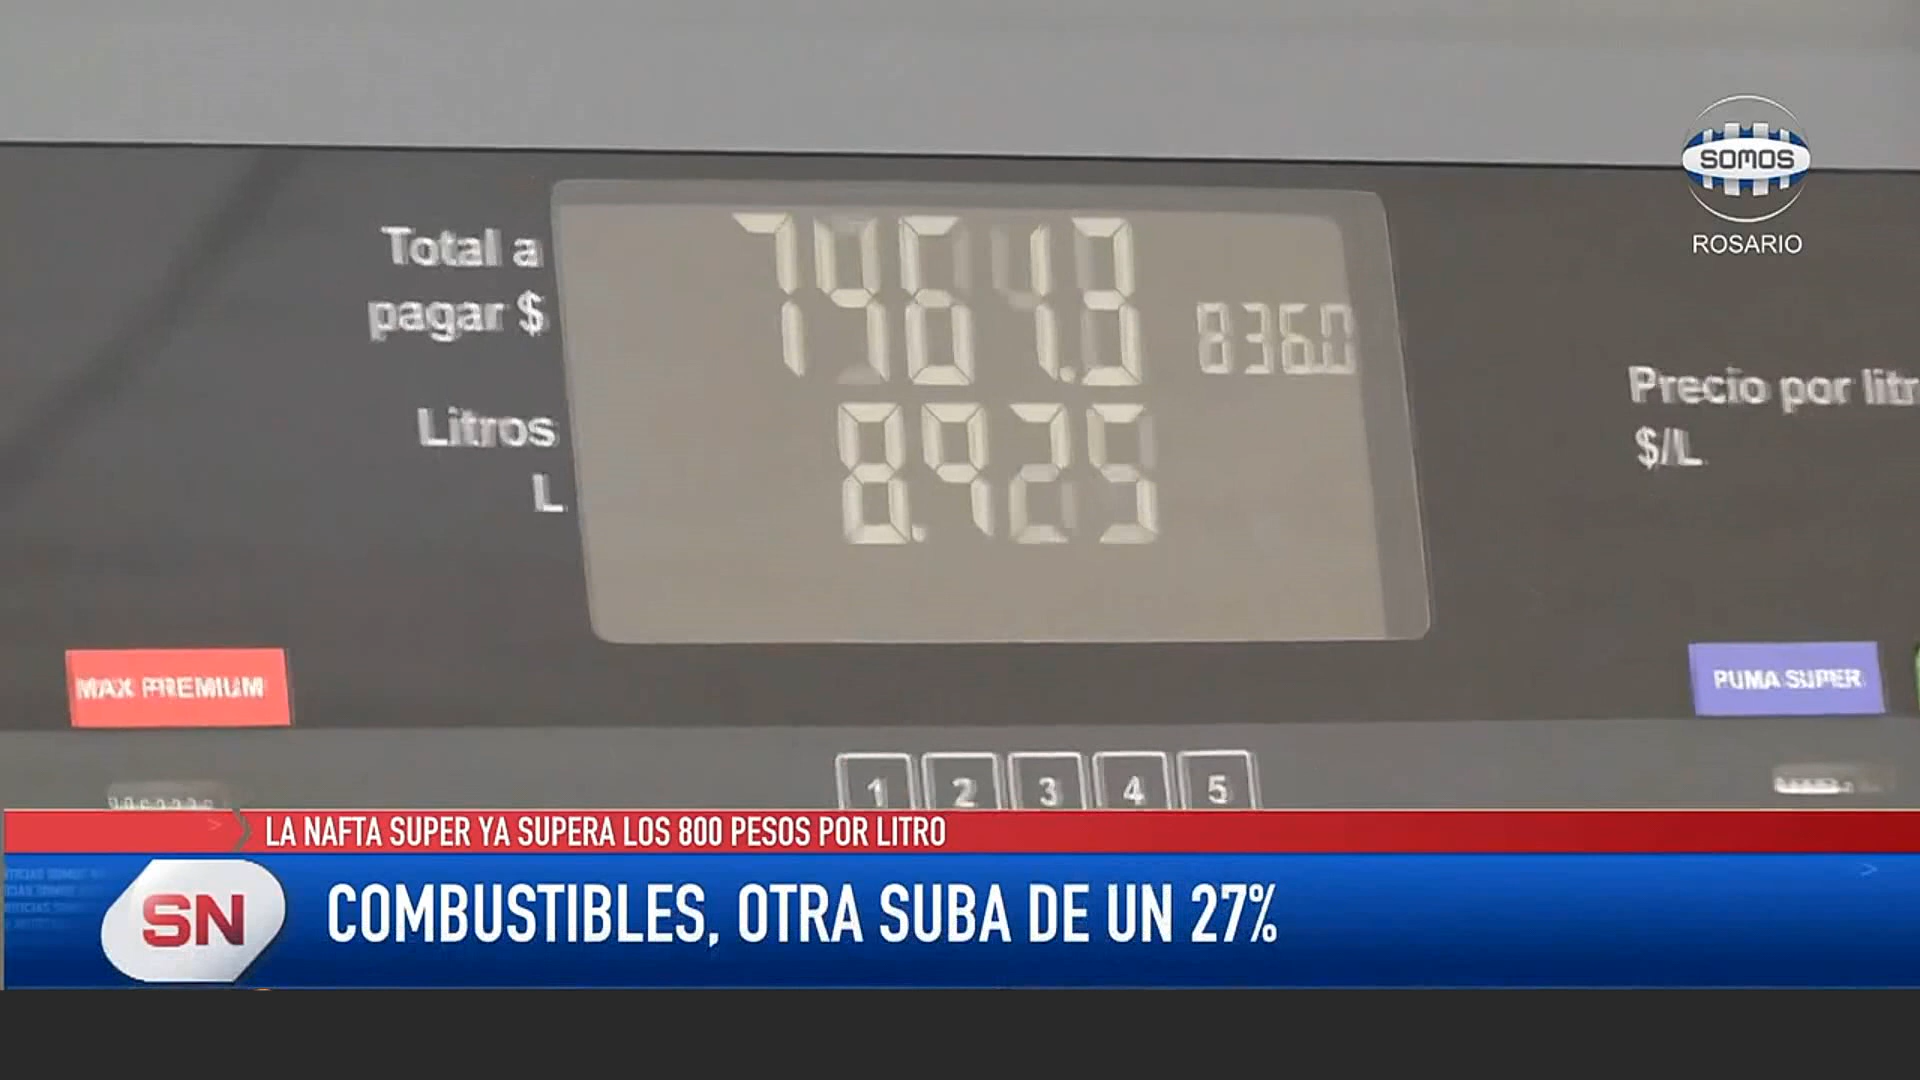 SOMOS
ROSARIO
Total a
pagar $
7461.3
836.0
Precio por litr
$/L
Litros
L
8.925
MAX PREMIUM
PUMA SUPER
1 2 3 4 5
LA NAFTA SUPER YA SUPERA LOS 800 PESOS POR LITRO
SN
COMBUSTIBLES, OTRA SUBA DE UN 27%